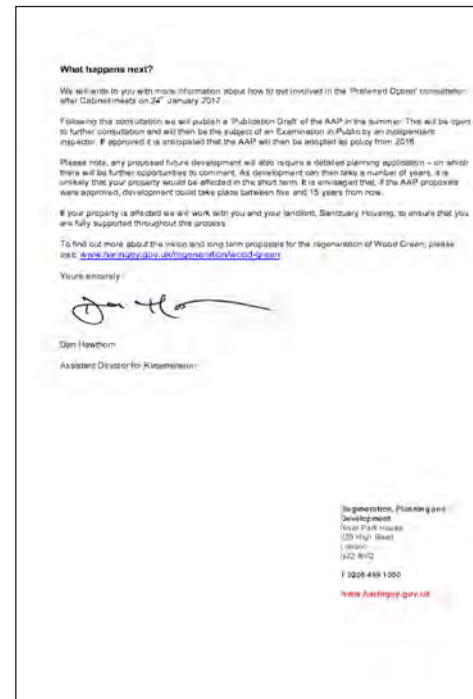 What happens next?
We will write to you with more information about how to get involved in the 'Preferred Option' consultation
after Cabinet meets on 24th January 2017.
Following this consultation we will publish a 'Publication Draft' of the AAP in the summer. This will be open
to further consultation and will then be the subject of an Examination in Public by an independent
inspector. If approved it is anticipated that the AAP will then be adopted as policy from 2018.
Please note, any proposed future development will also require a detailed planning application – on which
there will be further opportunities to comment. As development can then take a number of years, it is
unlikely that your property would be affected in the short term. It is envisaged that, if the AAP proposals
were approved, development could take place between five and 15 years from now.
If your property is affected we will work with you and your landlord, Sanctuary Housing, to ensure that you
are fully supported throughout this process.
To find out more about the vision and long term proposals for the regeneration of Wood Green, please
visit: www.haringey.gov.uk/regeneration/wood-green
Yours sincerely
Dan Hawthorn
Assistant Director for Regeneration
Regeneration, Planning and
Development
River Park House
High Road
London
T 0208 489 1000
www.haringey.gov.uk